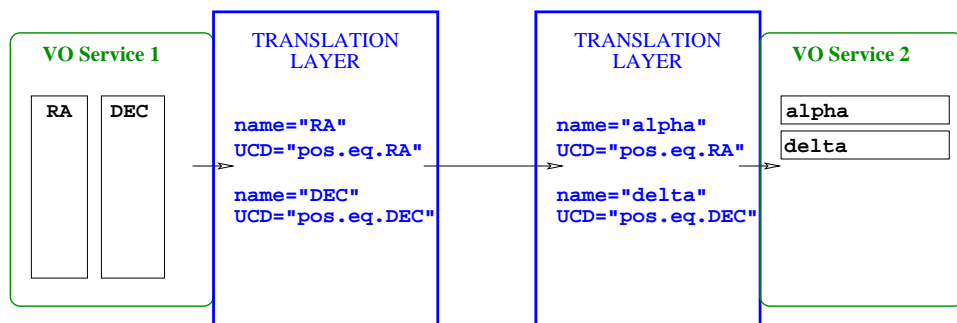 VO Service 1
RA DEC
TRANSLATION
LAYER
name="RA"
UCD="pos.eq.RA"
name="DEC"
UCD="pos.eq.DEC"
TRANSLATION
LAYER
name="alpha"
UCD="pos.eq.RA"
name="delta"
UCD="pos.eq.DEC"
VO Service 2
alpha
delta